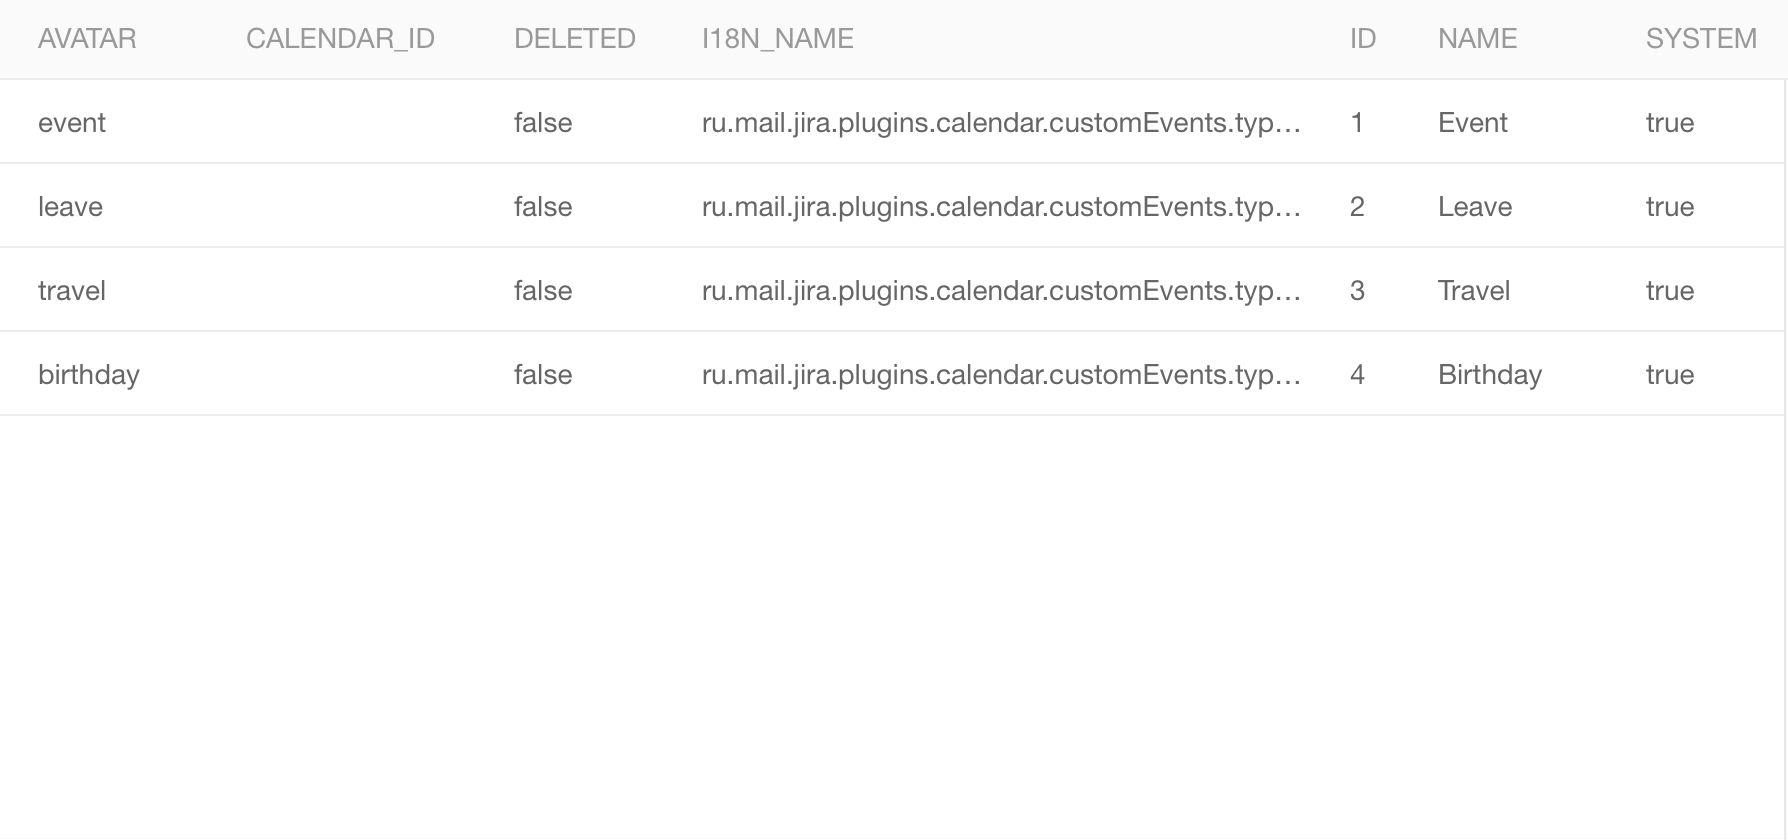 AVATAR CALENDAR_ID DELETED I18N_NAME ID NAME SYSTEM
event false ru.mail.jira.plugins.calendar.customEvents.typ... 1 Event true
leave false ru.mail.jira.plugins.calendar.customEvents.typ... 2 Leave true
travel false ru.mail.jira.plugins.calendar.customEvents.typ... 3 Travel true
birthday false ru.mail.jira.plugins.calendar.customEvents.typ... 4 Birthday true